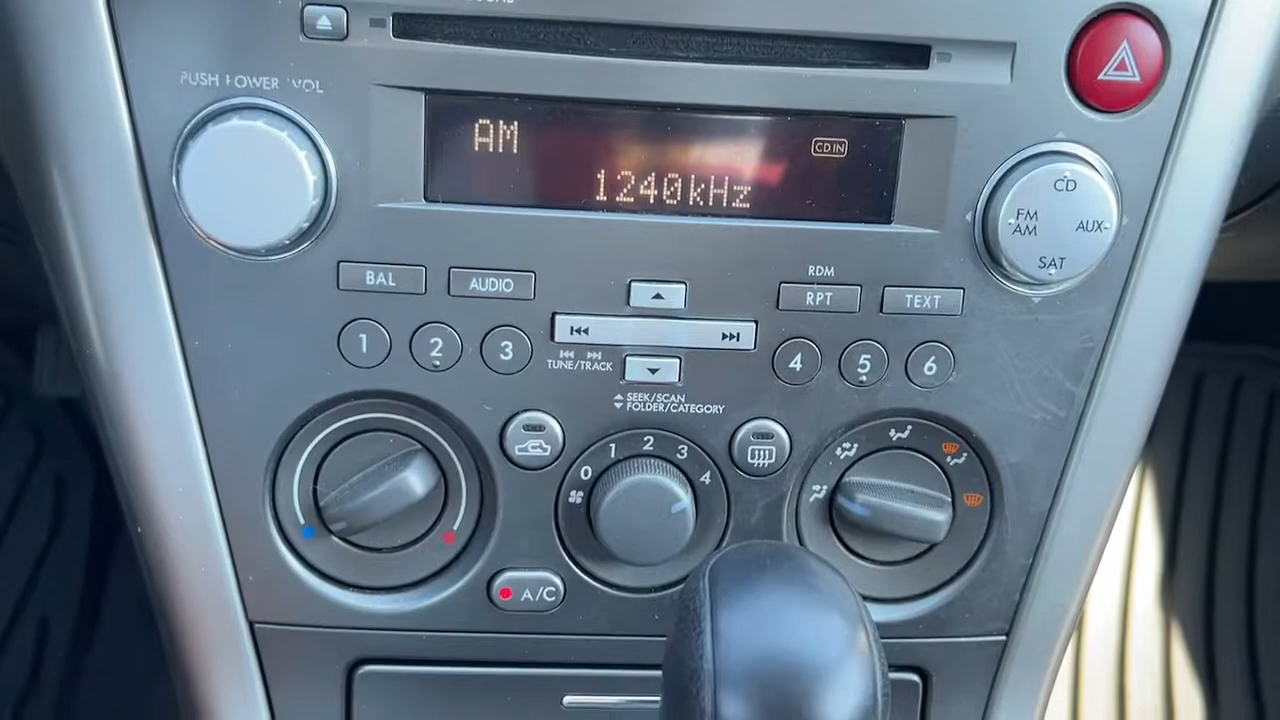 PUSH POWER VOL
AM
CD IN
1240kHz
CD
FM
AM
AUX
SAT
BAL
AUDIO
RDM
RPT
TEXT
1
2
3
4
5
6
TUNE/TRACK
SEEK/SCAN
FOLDER/CATEGORY
0
1
2
3
4
A/C